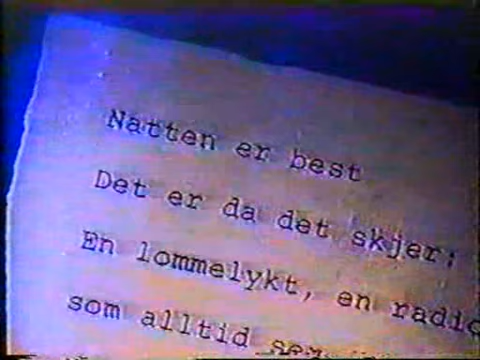 Natten er best
Det er da det skjer;
En lommelykt, en radio
som alltid